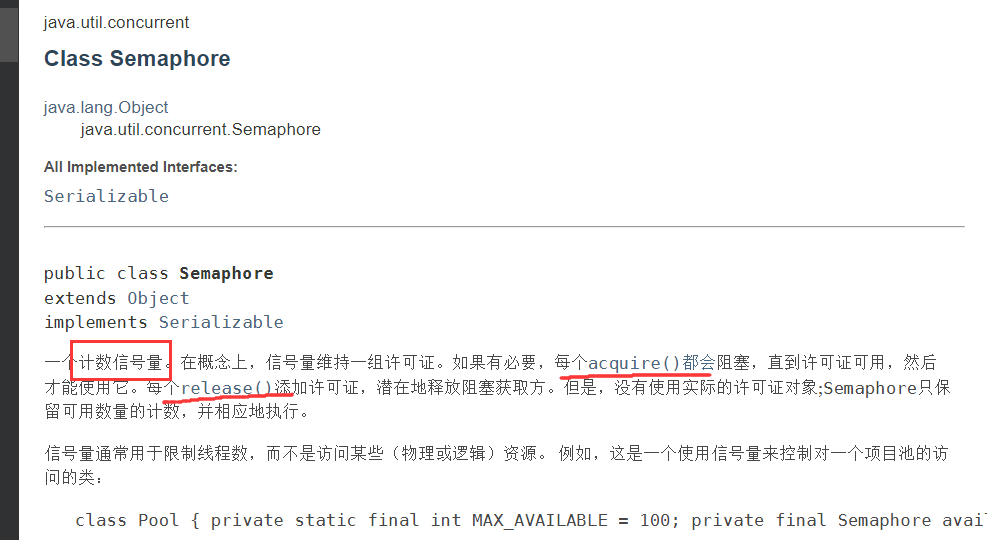 java.util.concurrent
Class Semaphore
java.lang.Object
java.util.concurrent.Semaphore
All Implemented Interfaces:
Serializable
public class Semaphore
extends Object
implements Serializable
一个计数信号量。在概念上，信号量维持一组许可证。如果有必要，每个acquire()都会阻塞，直到许可证可用，然后
才能使用它。每个release()添加许可证，潜在地释放阻塞获取方。但是，没有使用实际的许可证对象;Semaphore只保
留可用数量的计数，并相应地执行。
信号量通常用于限制线程数，而不是访问某些（物理或逻辑）资源。 例如，这是一个使用信号量来控制对一个项目池的访
问的类：
class Pool { private static final int MAX_AVAILABLE = 100; private final Semaphore avai